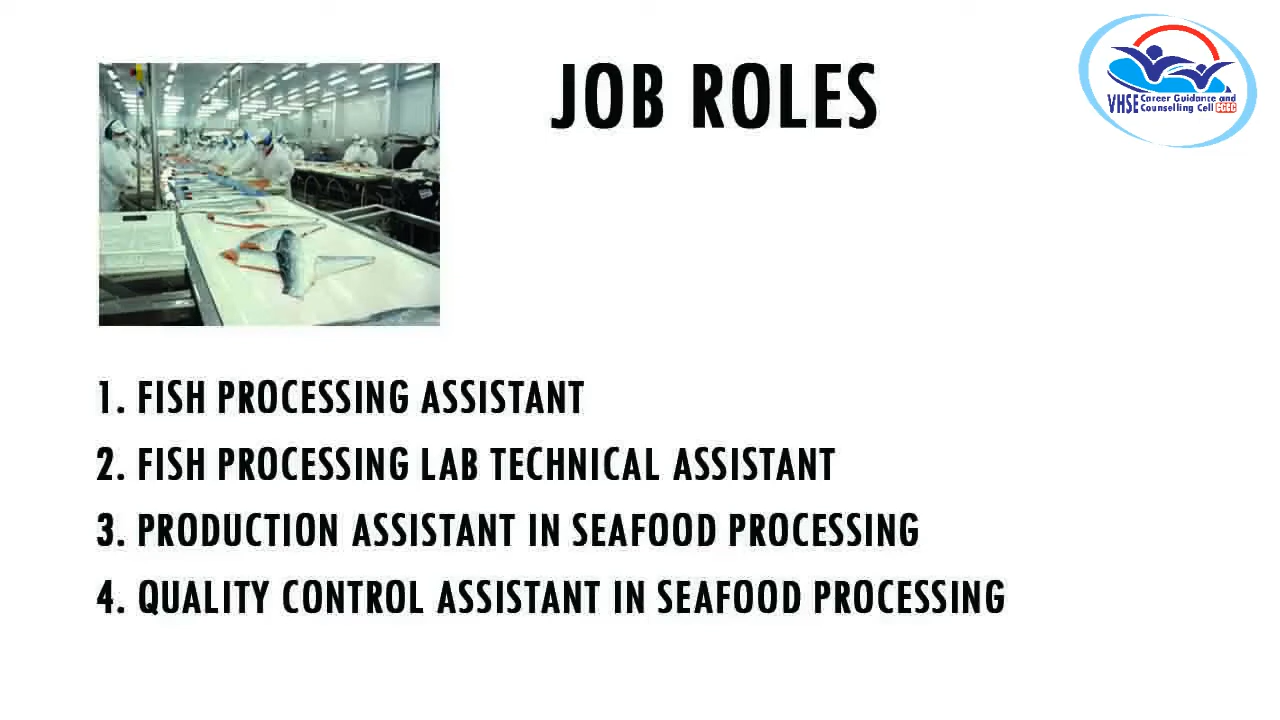 JOB ROLES
VHSE Career Guidance and
Counselling Cell CGCC
1. FISH PROCESSING ASSISTANT
2. FISH PROCESSING LAB TECHNICAL ASSISTANT
3. PRODUCTION ASSISTANT IN SEAFOOD PROCESSING
4. QUALITY CONTROL ASSISTANT IN SEAFOOD PROCESSING